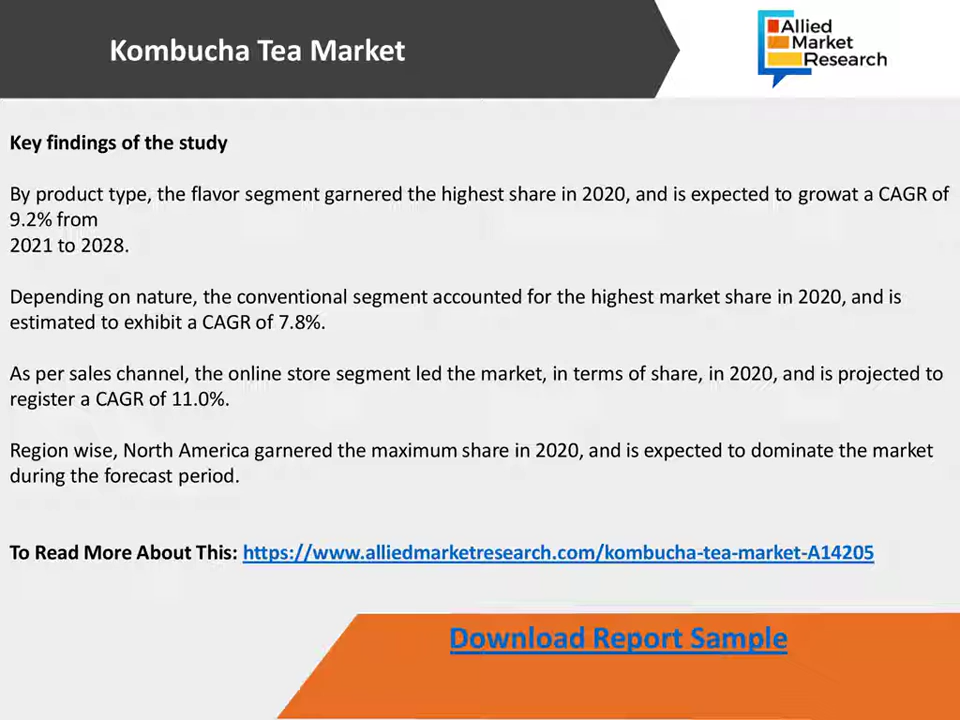 Kombucha Tea Market
Allied
Market
Research
Key findings of the study
By product type, the flavor segment garnered the highest share in 2020, and is expected to growat a CAGR of
9.2% from
2021 to 2028.
Depending on nature, the conventional segment accounted for the highest market share in 2020, and is
estimated to exhibit a CAGR of 7.8%.
As per sales channel, the online store segment led the market, in terms of share, in 2020, and is projected to
register a CAGR of 11.0%.
Region wise, North America garnered the maximum share in 2020, and is expected to dominate the market
during the forecast period.
To Read More About This: https://www.alliedmarketresearch.com/kombucha-tea-market-A14205
Download Report Sample